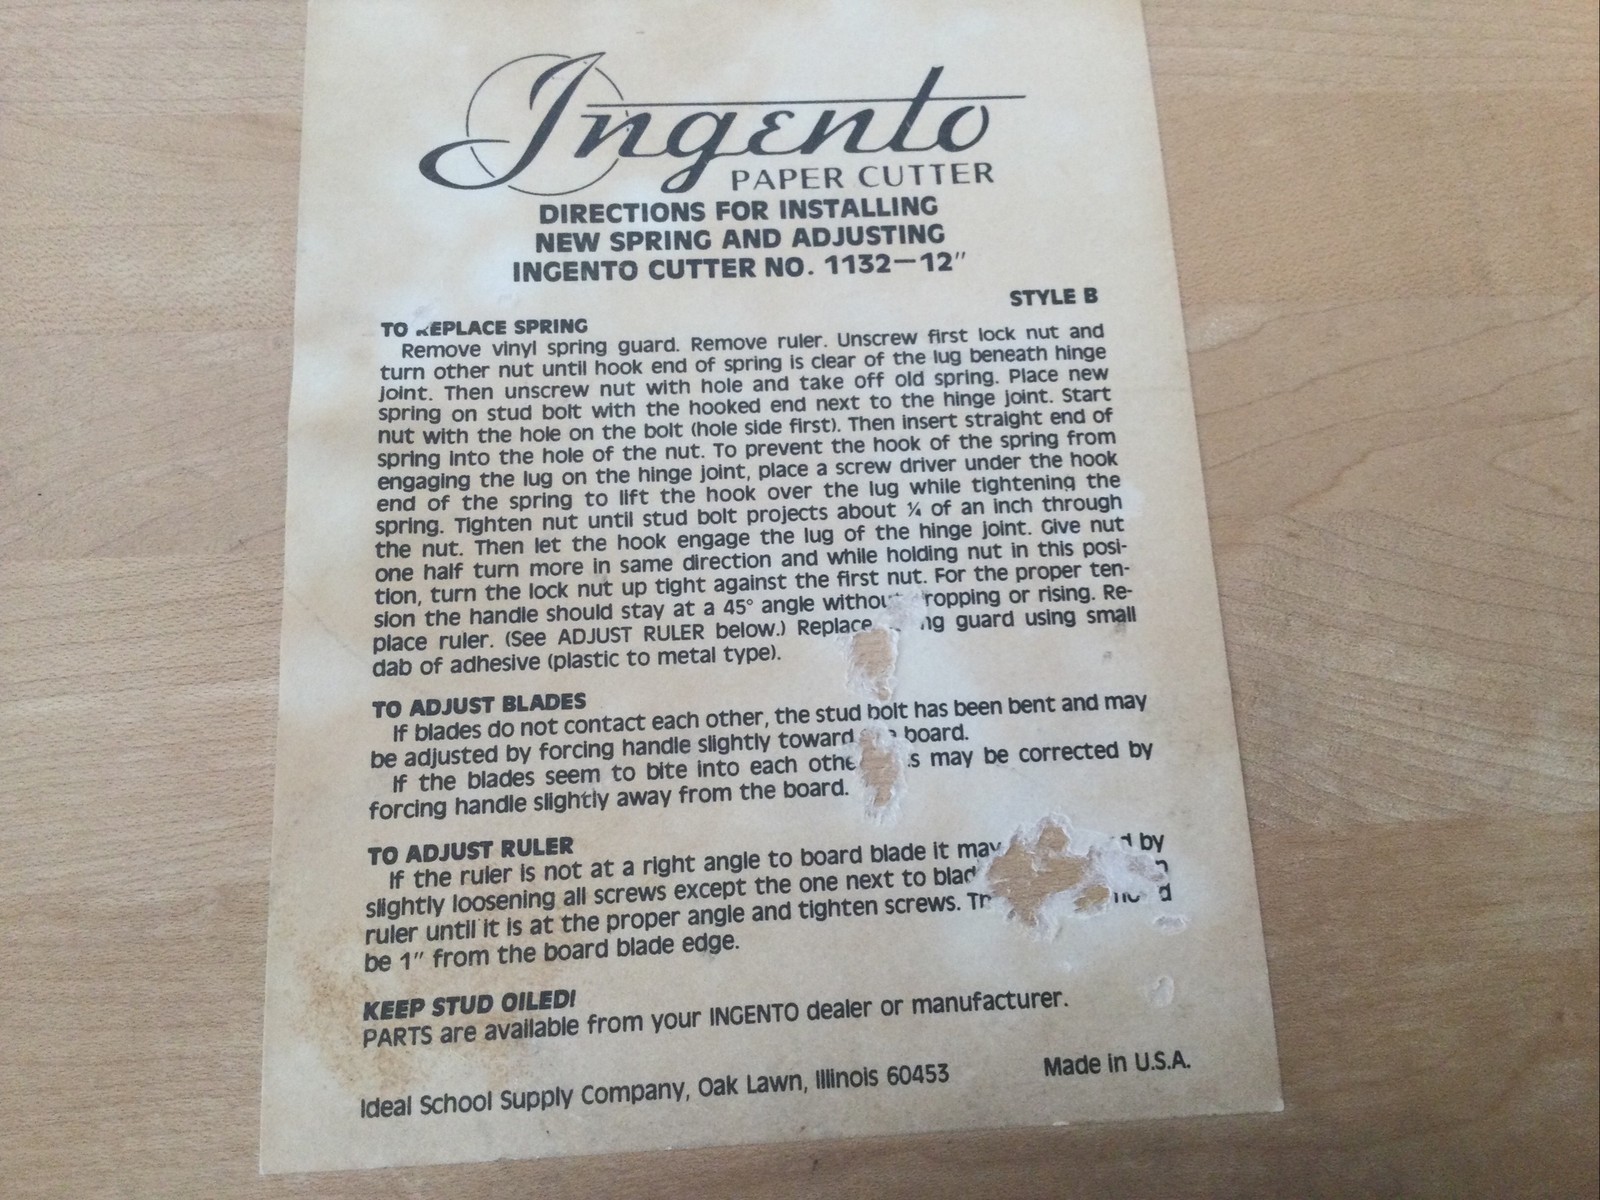 Ingento
PAPER CUTTER
DIRECTIONS FOR INSTALLING
NEW SPRING AND ADJUSTING
INGENTO CUTTER NO. 1132—12"
STYLE B
TO REPLACE SPRING
Remove vinyl spring guard. Remove ruler. Unscrew first lock nut and
turn other nut until hook end of spring is clear of the lug beneath hinge
joint. Then unscrew nut with hole and take off old spring. Place new
spring on stud bolt with the hooked end next to the hinge joint. Start
nut with the hole on the bolt (hole side first). Then insert straight end of
spring into the hole of the nut. To prevent the hook of the spring from
engaging the lug on the hinge joint, place a screw driver under the hook
end of the spring to lift the hook over the lug while tightening the
spring. Tighten nut until stud bolt projects about ¼ of an inch through
the nut. Then let the hook engage the lug of the hinge joint. Give nut
one half turn more in same direction and while holding nut in this posi-
tion, turn the lock nut up tight against the first nut. For the proper ten-
sion the handle should stay at a 45° angle without dropping or rising. Re-
place ruler. (See ADJUST RULER below.) Replace guard using small
dab of adhesive (plastic to metal type).
TO ADJUST BLADES
If blades do not contact each other, the stud bolt has been bent and may
be adjusted by forcing handle slightly toward board.
If the blades seem to bite into each other may be corrected by
forcing handle slightly away from the board.
TO ADJUST RULER
If the ruler is not at a right angle to board blade it may by
slightly loosening all screws except the one next to
ruler until it is at the proper angle and tighten screws.
be 1" from the board blade edge.
KEEP STUD OILED!
PARTS are available from your INGENTO dealer or manufacturer.
Ideal School Supply Company, Oak Lawn, Illinois 60453
Made in U.S.A.